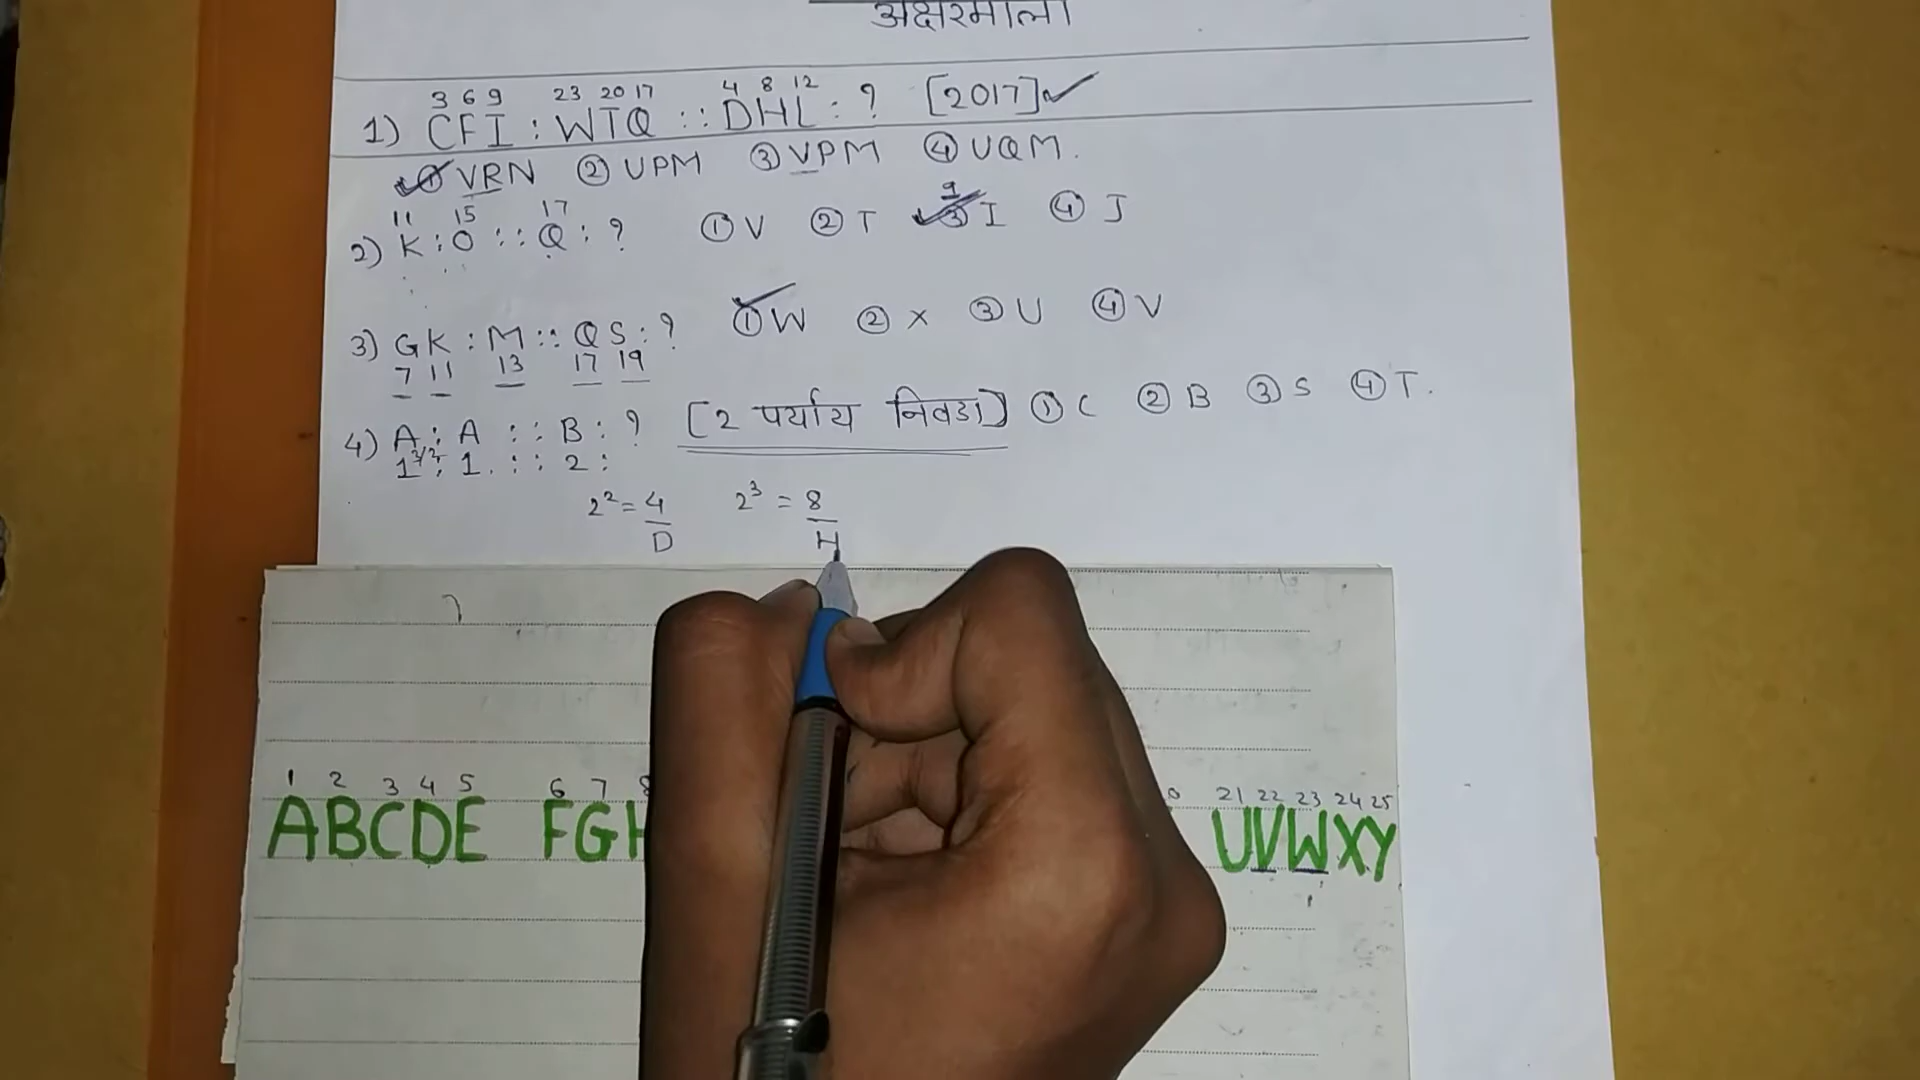 अक्षरमाला
3 6 9 23 20 17 4 8 12
1) CFI : WTQ :: DHL : ? [2017] ✓
① VRN ② UPM ③ VPM ④ UQM.
11 15 17 9
2) K : O :: Q : ? ① V ② T ③ I ④ J
3) GK : M :: QS : ? ① W ② X ③ U ④ V
7 11 13 17 19
4) A : A :: B : ? [2 पर्याय निवडा] ① C ② B ③ S ④ T.
1 : 1 :: 2 :
2² = 4 2³ = 8
D H
1 2 3 4 5 6 7 8 21 22 23 24 25
ABCDE FGH UVWXY